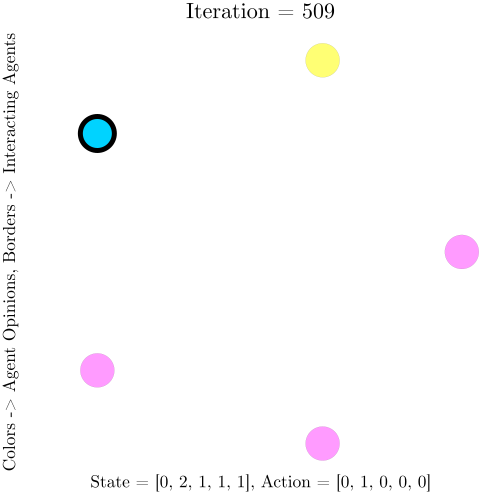 Iteration = 509
Colors -> Agent Opinions, Borders -> Interacting Agents
State = [0, 2, 1, 1, 1], Action = [0, 1, 0, 0, 0]